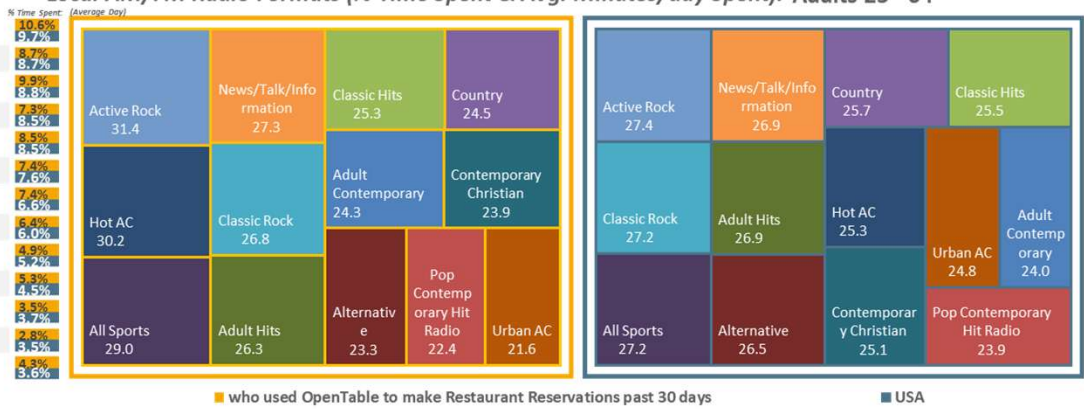 % Time Spent: (Average Day)
10.6%
9.7%
8.7%
8.7%
9.9%
8.8%
7.3%
8.5%
8.5%
8.5%
7.4%
7.6%
7.4%
6.6%
6.4%
6.0%
4.9%
5.2%
5.3%
4.5%
3.5%
3.7%
2.8%
3.5%
4.3%
3.6%
Active Rock
31.4
News/Talk/Info
rmation
27.3
Classic Hits
25.3
Country
24.5
Hot AC
30.2
Classic Rock
26.8
Adult
Contemporary
24.3
Contemporary
Christian
23.9
All Sports
29.0
Adult Hits
26.3
Alternativ
e
23.3
Pop
Contemp
orary Hit
Radio
22.4
Urban AC
21.6
Active Rock
27.4
News/Talk/Info
rmation
26.9
Country
25.7
Classic Hits
25.5
Classic Rock
27.2
Adult Hits
26.9
Hot AC
25.3
Urban AC
24.8
Adult
Contemp
orary
24.0
All Sports
27.2
Alternative
26.5
Contemporar
y Christian
25.1
Pop Contemporary
Hit Radio
23.9
who used OpenTable to make Restaurant Reservations past 30 days
USA